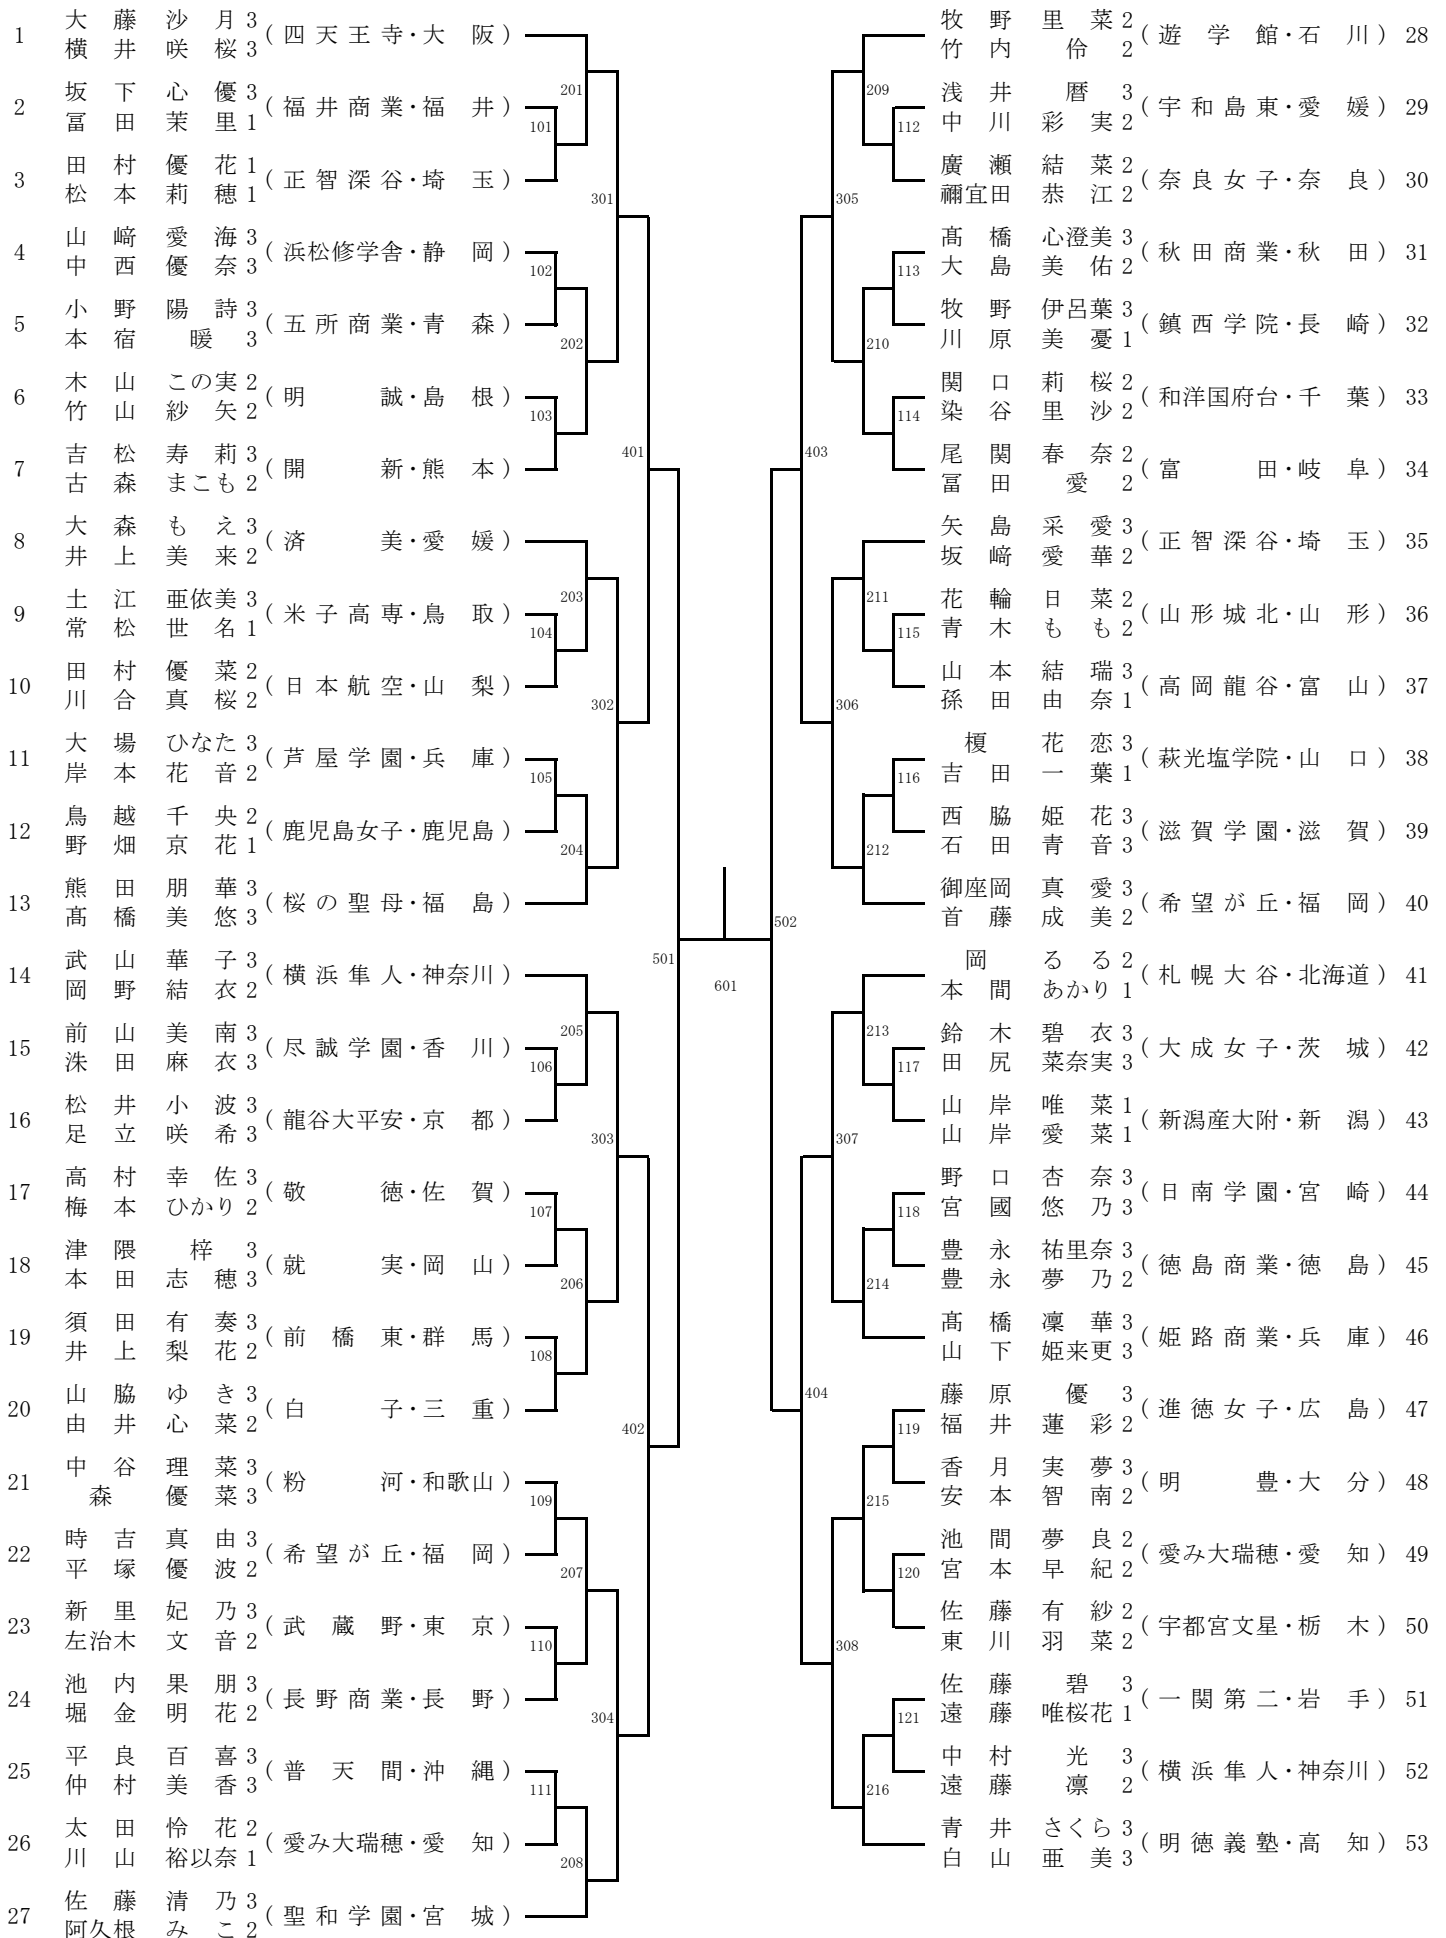 1 大藤沙月 3 (四天王寺・大阪)
横井咲桜 3
2 坂下心優 3 (福井商業・福井)
冨田茉里 1
3 田村優花 1 (正智深谷・埼玉)
松本莉穂 1
4 山﨑愛海 3 (浜松修学舎・静岡)
中西優奈 3
5 小野陽詩 3 (五所商業・青森)
本宿暖 3
6 木山この実 2 (明誠・島根)
竹山紗矢 2
7 吉松寿莉 3 (開新・熊本)
古森まこも 2
8 大森もえ 3 (済美・愛媛)
井上美来 2
9 土江亜依美 3 (米子高専・鳥取)
常松世名 1
10 田村優菜 2 (日本航空・山梨)
川合真桜 2
11 大場ひなた 3 (芦屋学園・兵庫)
岸本花音 2
12 鳥越千央 2 (鹿児島女子・鹿児島)
野畑京花 1
13 熊田朋華 3 (桜の聖母・福島)
髙橋美悠 3
14 武山華子 3 (横浜隼人・神奈川)
岡野結衣 2
15 前山美南 3 (尽誠学園・香川)
洙田麻衣 3
16 松井小波 3 (龍谷大平安・京都)
足立咲希 3
17 高村幸佐 3 (敬徳・佐賀)
梅本ひかり 2
18 津隈梓 3 (就実・岡山)
本田志穂 3
19 須田有奏 3 (前橋東・群馬)
井上梨花 2
20 山脇ゆき 3 (白子・三重)
由井心菜 2
21 中谷理菜 3 (粉河・和歌山)
森優菜 3
22 時吉真由 3 (希望が丘・福岡)
平塚優波 2
23 新里妃乃 3 (武蔵野・東京)
左治木文音 2
24 池内果朋 3 (長野商業・長野)
堀金明花 2
25 平良百喜 3 (普天間・沖縄)
仲村美香 3
26 太田怜花 2 (愛み大瑞穂・愛知)
川山裕以奈 1
27 佐藤清乃 3 (聖和学園・宮城)
阿久根みこ 2
101
102
103
104
105
106
107
108
109
110
111
201
202
203
204
205
206
207
208
301
302
303
304
401
402
501
601
502
403
404
305
306
307
308
209
210
211
212
213
214
215
216
112
113
114
115
116
117
118
119
120
121
牧野里菜 2 (遊学館・石川) 28
竹内伶 2
浅井暦 3 (宇和島東・愛媛) 29
中川彩実 2
廣瀬結菜 2 (奈良女子・奈良) 30
禰宜田恭江 2
髙橋心澄美 3 (秋田商業・秋田) 31
大島美佑 2
牧野伊呂葉 3 (鎮西学院・長崎) 32
川原美憂 1
関口莉桜 2 (和洋国府台・千葉) 33
染谷里沙 2
尾関春奈 2 (富田・岐阜) 34
冨田愛 2
矢島采愛 3 (正智深谷・埼玉) 35
坂﨑愛華 2
花輪日菜 2 (山形城北・山形) 36
青木もも 2
山本結瑞 3 (高岡龍谷・富山) 37
孫田由奈 1
榎花恋 3 (萩光塩学院・山口) 38
吉田一葉 1
西脇姫花 3 (滋賀学園・滋賀) 39
石田青音 3
御座岡真愛 3 (希望が丘・福岡) 40
首藤成美 2
岡るる 2 (札幌大谷・北海道) 41
本間あかり 1
鈴木碧衣 3 (大成女子・茨城) 42
田尻菜奈実 3
山岸唯菜 1 (新潟産大附・新潟) 43
山岸愛菜 1
野口杏奈 3 (日南学園・宮崎) 44
宮國悠乃 3
豊永祐里奈 3 (徳島商業・徳島) 45
豊永夢乃 2
髙橋凜華 3 (姫路商業・兵庫) 46
山下姫来更 3
藤原優 3 (進徳女子・広島) 47
福井蓮彩 2
香月実夢 3 (明豊・大分) 48
安本智南 2
池間夢良 2 (愛み大瑞穂・愛知) 49
宮本早紀 2
佐藤有紗 2 (宇都宮文星・栃木) 50
東川羽菜 2
佐藤碧 3 (一関第二・岩手) 51
遠藤唯桜花 1
中村光 3 (横浜隼人・神奈川) 52
遠藤凛 2
青井さくら 3 (明徳義塾・高知) 53
白山亜美 3